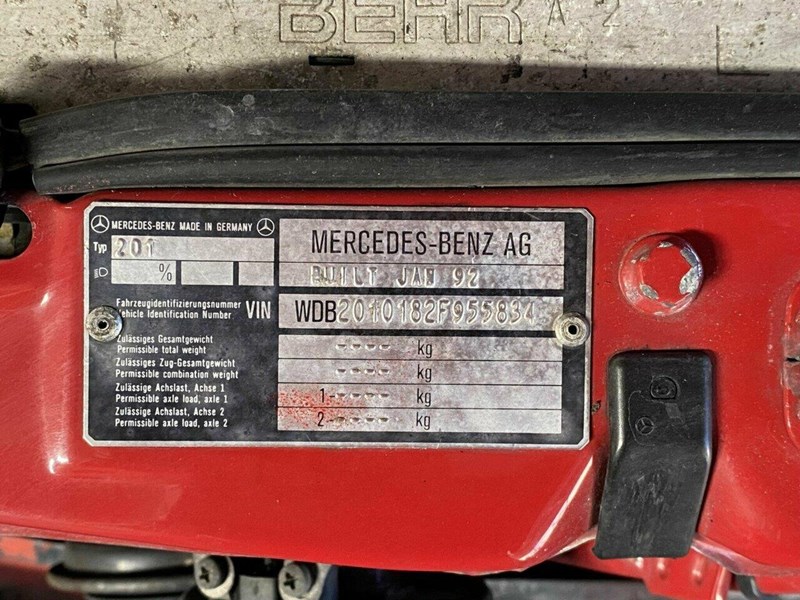 BEHR A 2
MERCEDES-BENZ MADE IN GERMANY
Typ 201
MERCEDES-BENZ AG
%
BUILT JAN 92
Fahrzeugidentifizierungsnummer
Vehicle Identification Number
VIN WDB2010182F955834
Zulässiges Gesamtgewicht
Permissible total weight
---- kg
Zulässiges Zug-Gesamtgewicht
Permissible combination weight
---- kg
Zulässige Achslast, Achse 1
Permissible axle load, axle 1
1- ---- kg
Zulässige Achslast, Achse 2
Permissible axle load, axle 2
2- ---- kg